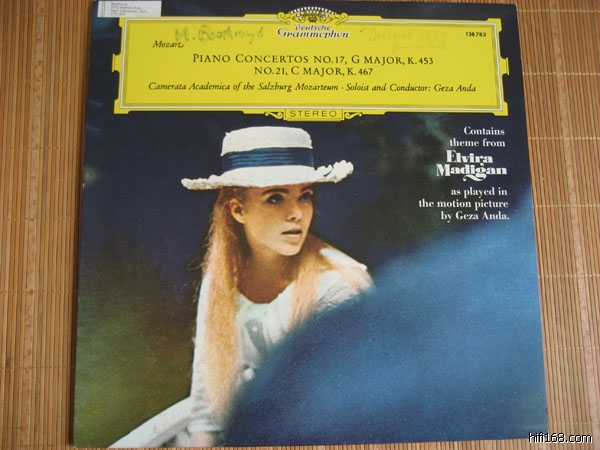 Deutsche
Grammophon
138783
Mozart
PIANO CONCERTOS NO.17, G MAJOR, K.453
NO.21, C MAJOR, K.467
Camerata Academica of the Salzburg Mozarteum · Soloist and Conductor: Geza Anda
STEREO
Contains
theme from
Elvira
Madigan
as played in
the motion picture
by Geza Anda.
hifi168.com